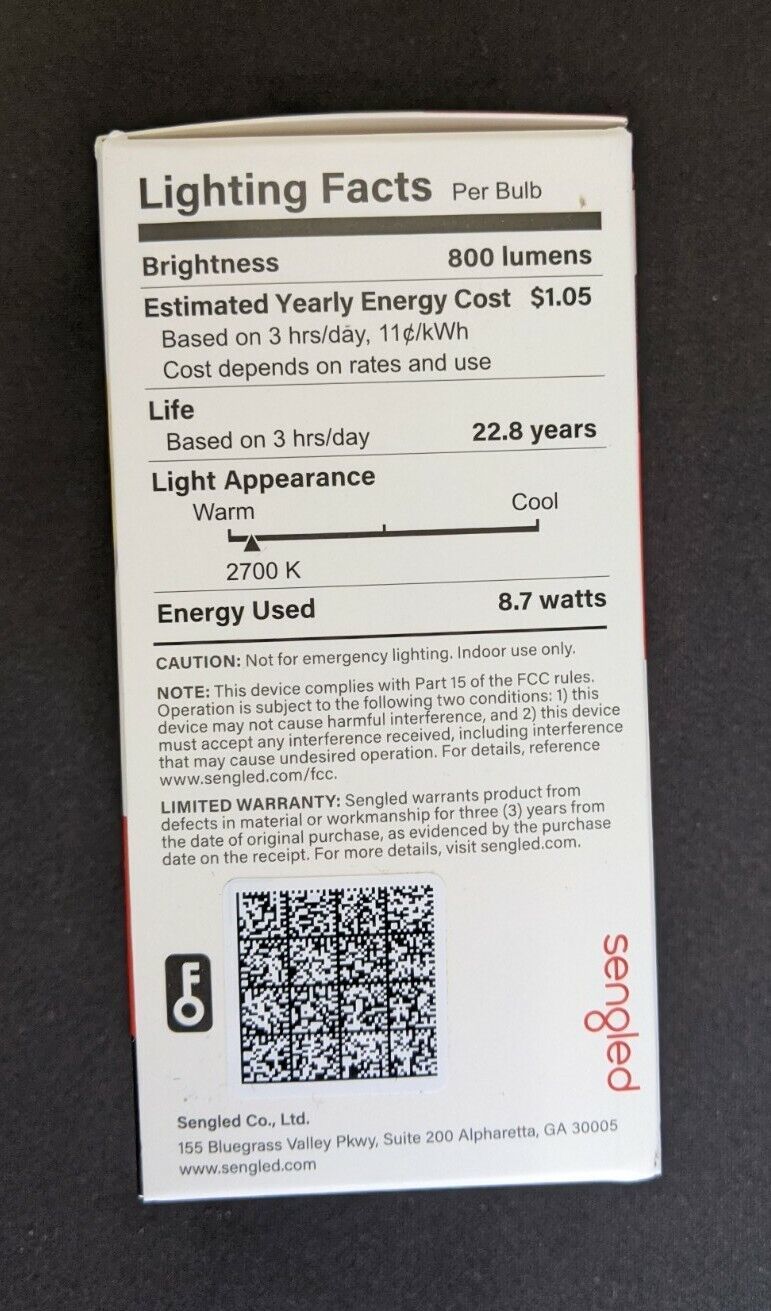 Lighting Facts Per Bulb
Brightness 800 lumens
Estimated Yearly Energy Cost $1.05
Based on 3 hrs/day, 11¢/kWh
Cost depends on rates and use
Life
Based on 3 hrs/day 22.8 years
Light Appearance
Warm Cool
2700 K
Energy Used 8.7 watts
CAUTION: Not for emergency lighting. Indoor use only.
NOTE: This device complies with Part 15 of the FCC rules.
Operation is subject to the following two conditions: 1) this
device may not cause harmful interference, and 2) this device
must accept any interference received, including interference
that may cause undesired operation. For details, reference
www.sengled.com/fcc.
LIMITED WARRANTY: Sengled warrants product from
defects in material or workmanship for three (3) years from
the date of original purchase, as evidenced by the purchase
date on the receipt. For more details, visit sengled.com.
sengled
Sengled Co., Ltd.
155 Bluegrass Valley Pkwy, Suite 200 Alpharetta, GA 30005
www.sengled.com